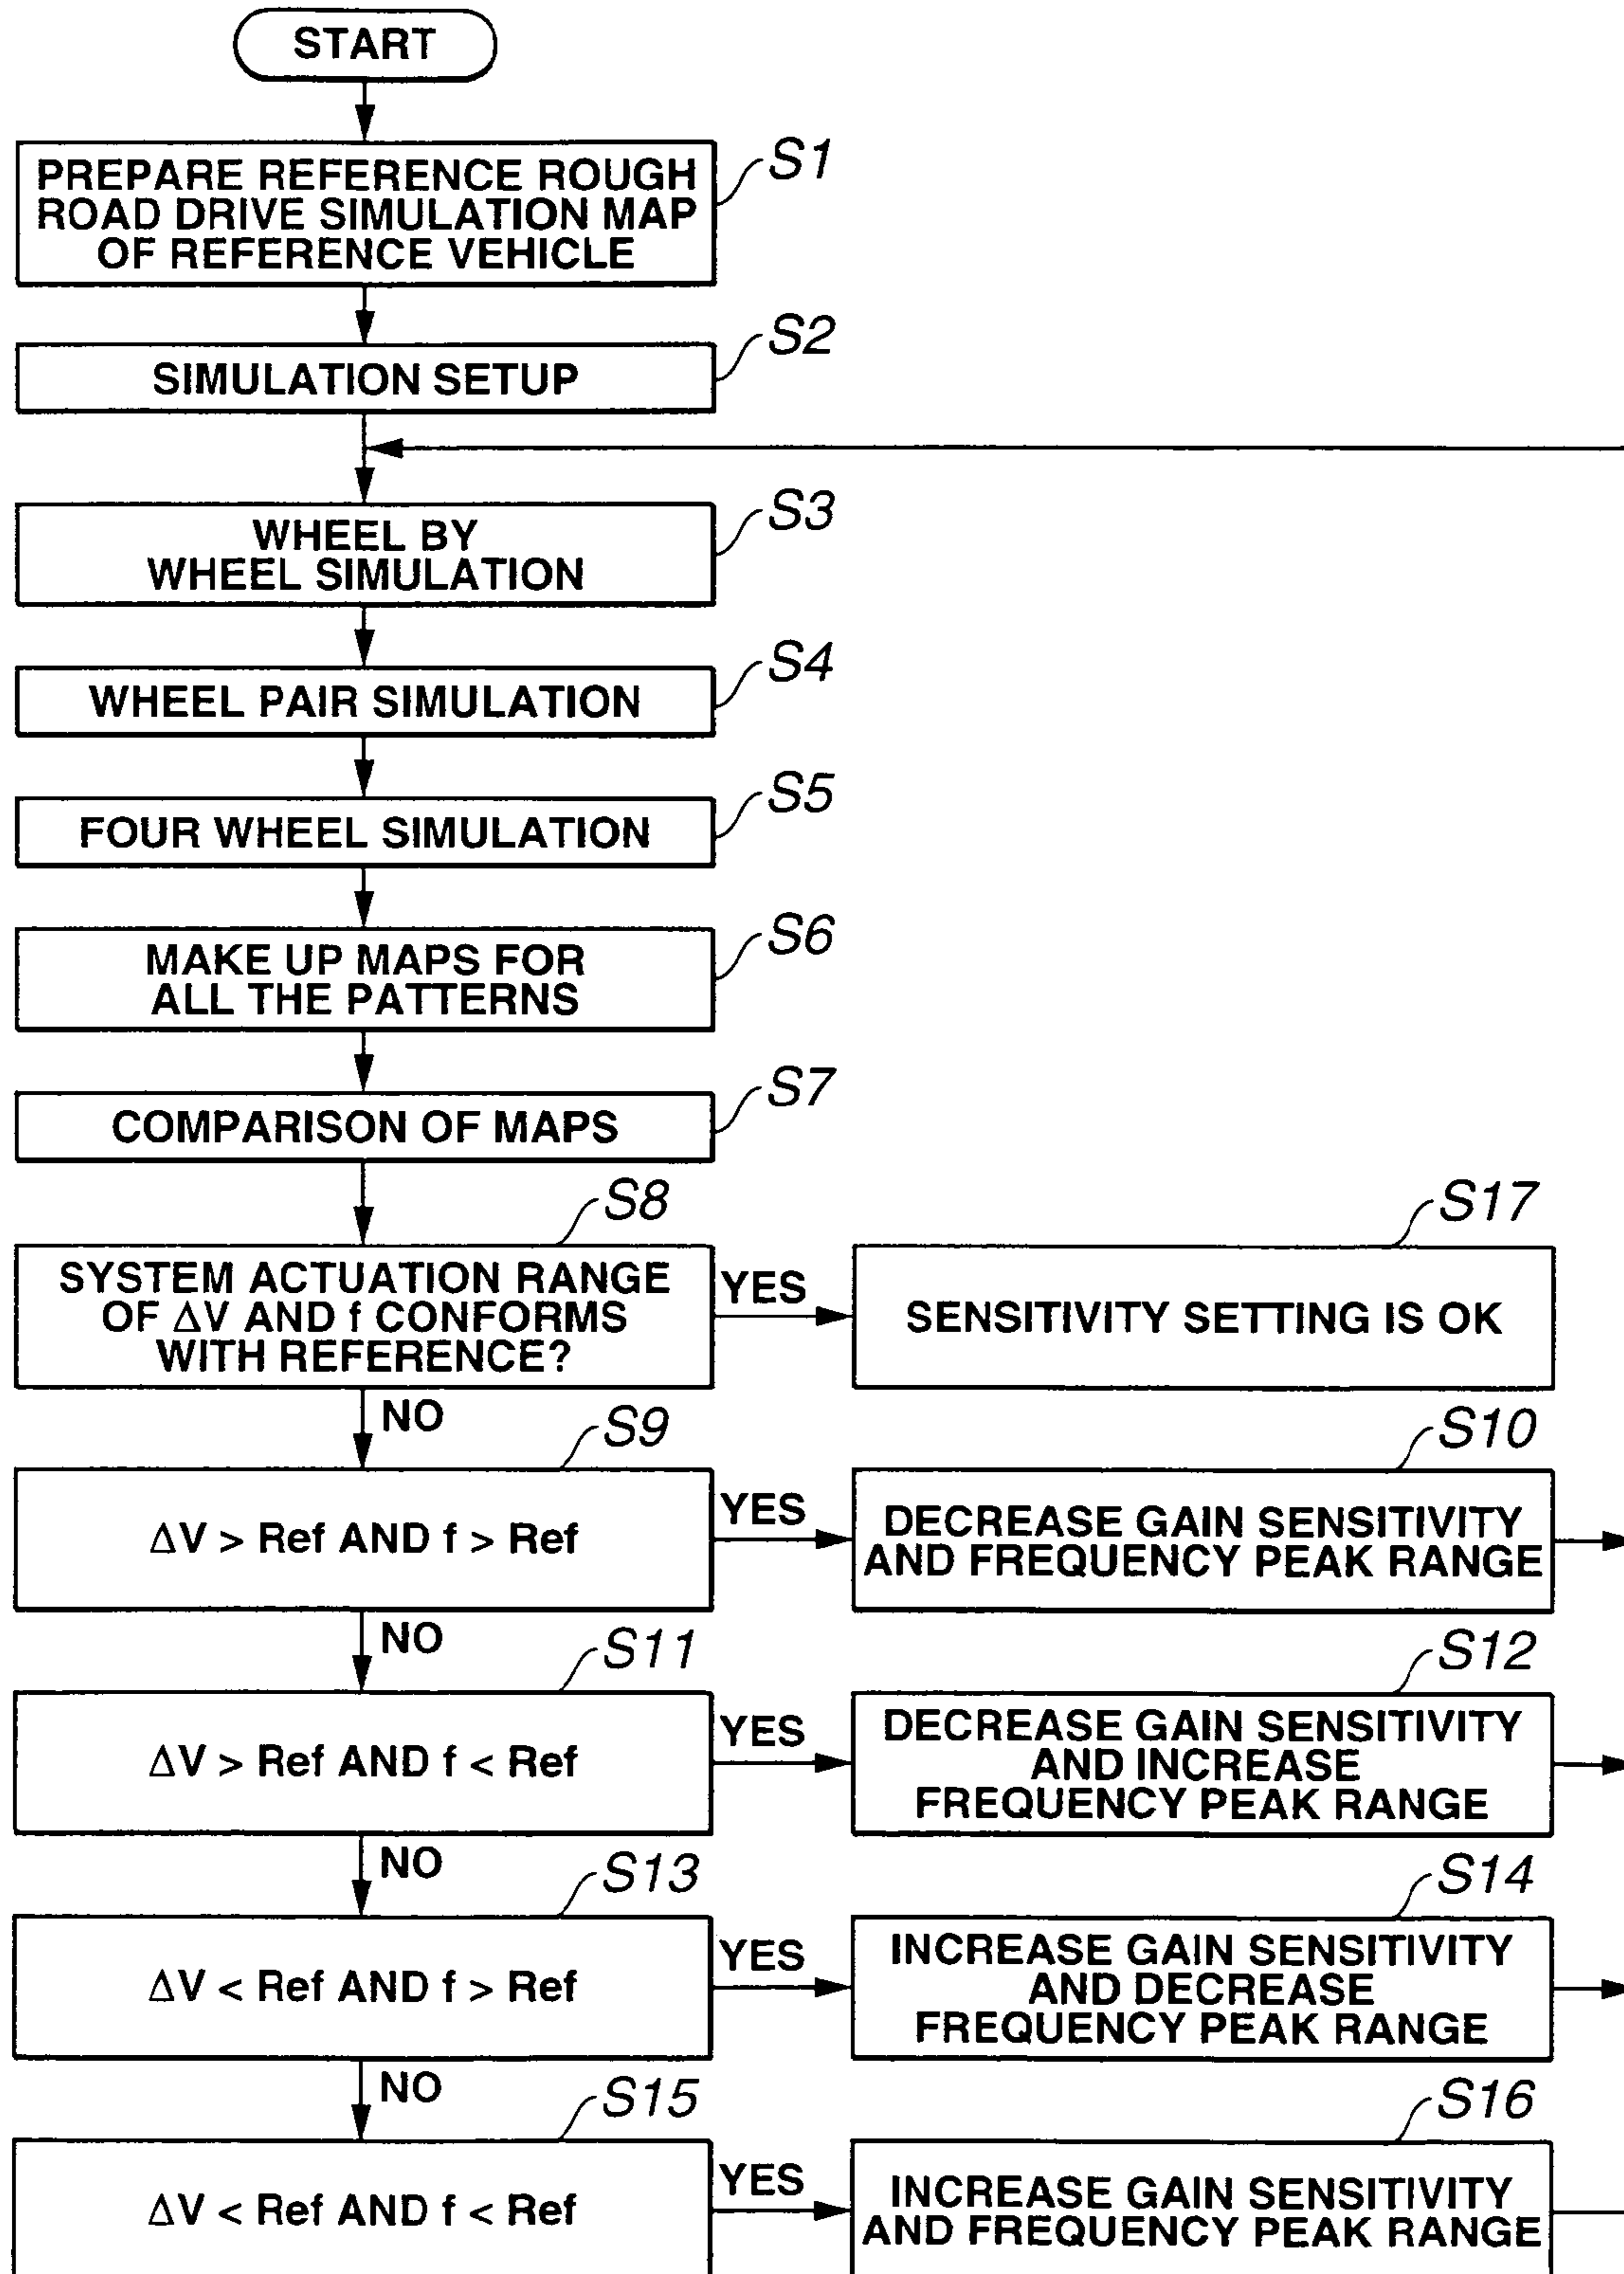 START
S1
PREPARE REFERENCE ROUGH
ROAD DRIVE SIMULATION MAP
OF REFERENCE VEHICLE
S2
SIMULATION SETUP
S3
WHEEL BY
WHEEL SIMULATION
S4
WHEEL PAIR SIMULATION
S5
FOUR WHEEL SIMULATION
S6
MAKE UP MAPS FOR
ALL THE PATTERNS
S7
COMPARISON OF MAPS
S8
SYSTEM ACTUATION RANGE
OF ΔV AND f CONFORMS
WITH REFERENCE?
YES
S17
SENSITIVITY SETTING IS OK
NO
S9
ΔV > Ref AND f > Ref
YES
S10
DECREASE GAIN SENSITIVITY
AND FREQUENCY PEAK RANGE
NO
S11
ΔV > Ref AND f < Ref
YES
S12
DECREASE GAIN SENSITIVITY
AND INCREASE
FREQUENCY PEAK RANGE
NO
S13
ΔV < Ref AND f > Ref
YES
S14
INCREASE GAIN SENSITIVITY
AND DECREASE
FREQUENCY PEAK RANGE
NO
S15
ΔV < Ref AND f < Ref
YES
S16
INCREASE GAIN SENSITIVITY
AND FREQUENCY PEAK RANGE